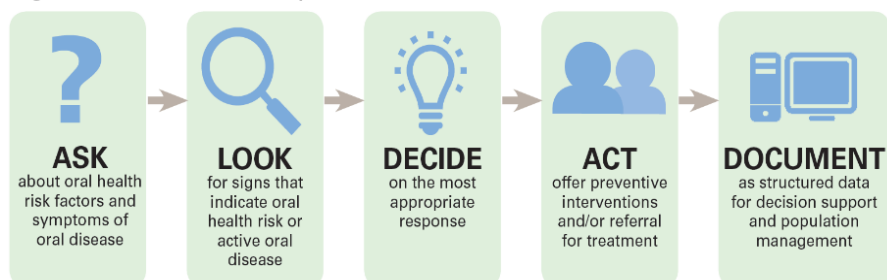 ASK
about oral health
risk factors and
symptoms of
oral disease
LOOK
for signs that
indicate oral
health risk or
active oral
disease
DECIDE
on the most
appropriate
response
ACT
offer preventive
interventions
and/or referral
for treatment
DOCUMENT
as structured data
for decision support
and population
management